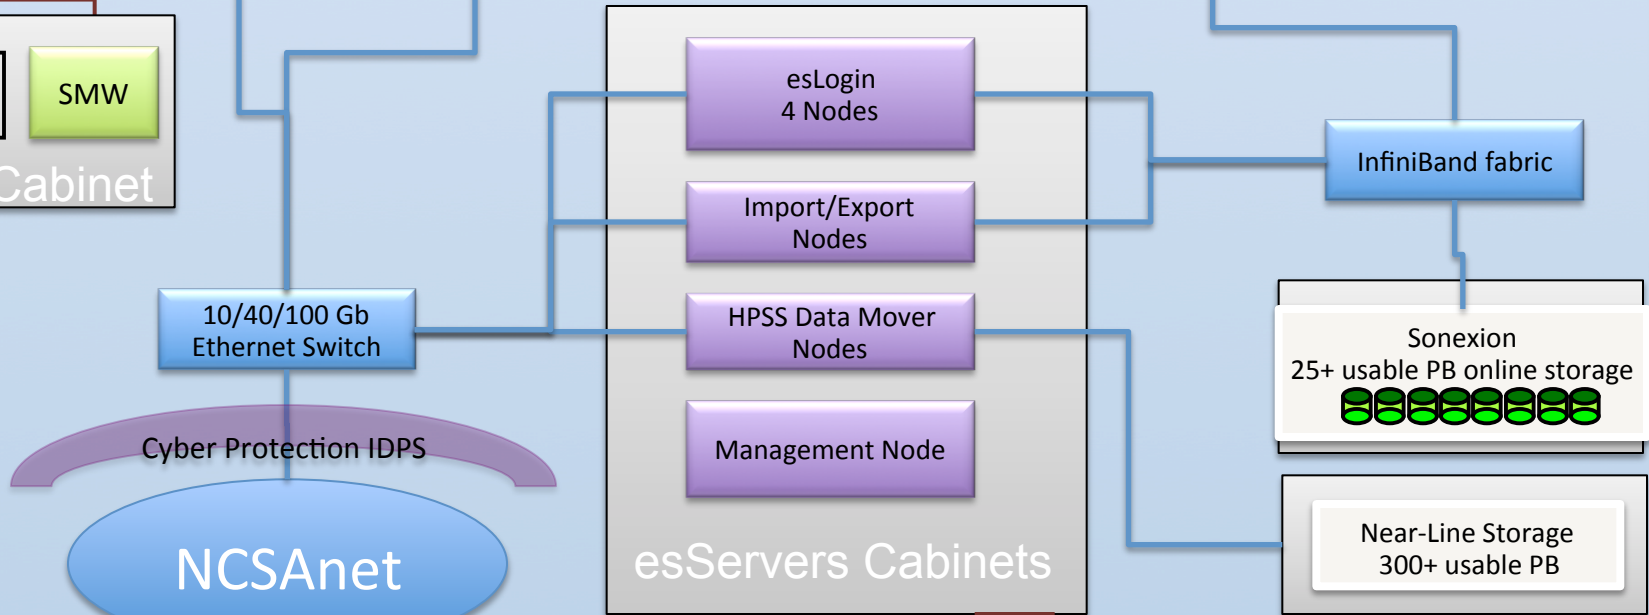 SMW
Cabinet
esLogin
4 Nodes
Import/Export
Nodes
HPSS Data Mover
Nodes
Management Node
esServers Cabinets
10/40/100 Gb
Ethernet Switch
Cyber Protection IDPS
NCSAnet
InfiniBand fabric
Sonexion
25+ usable PB online storage
Near-Line Storage
300+ usable PB